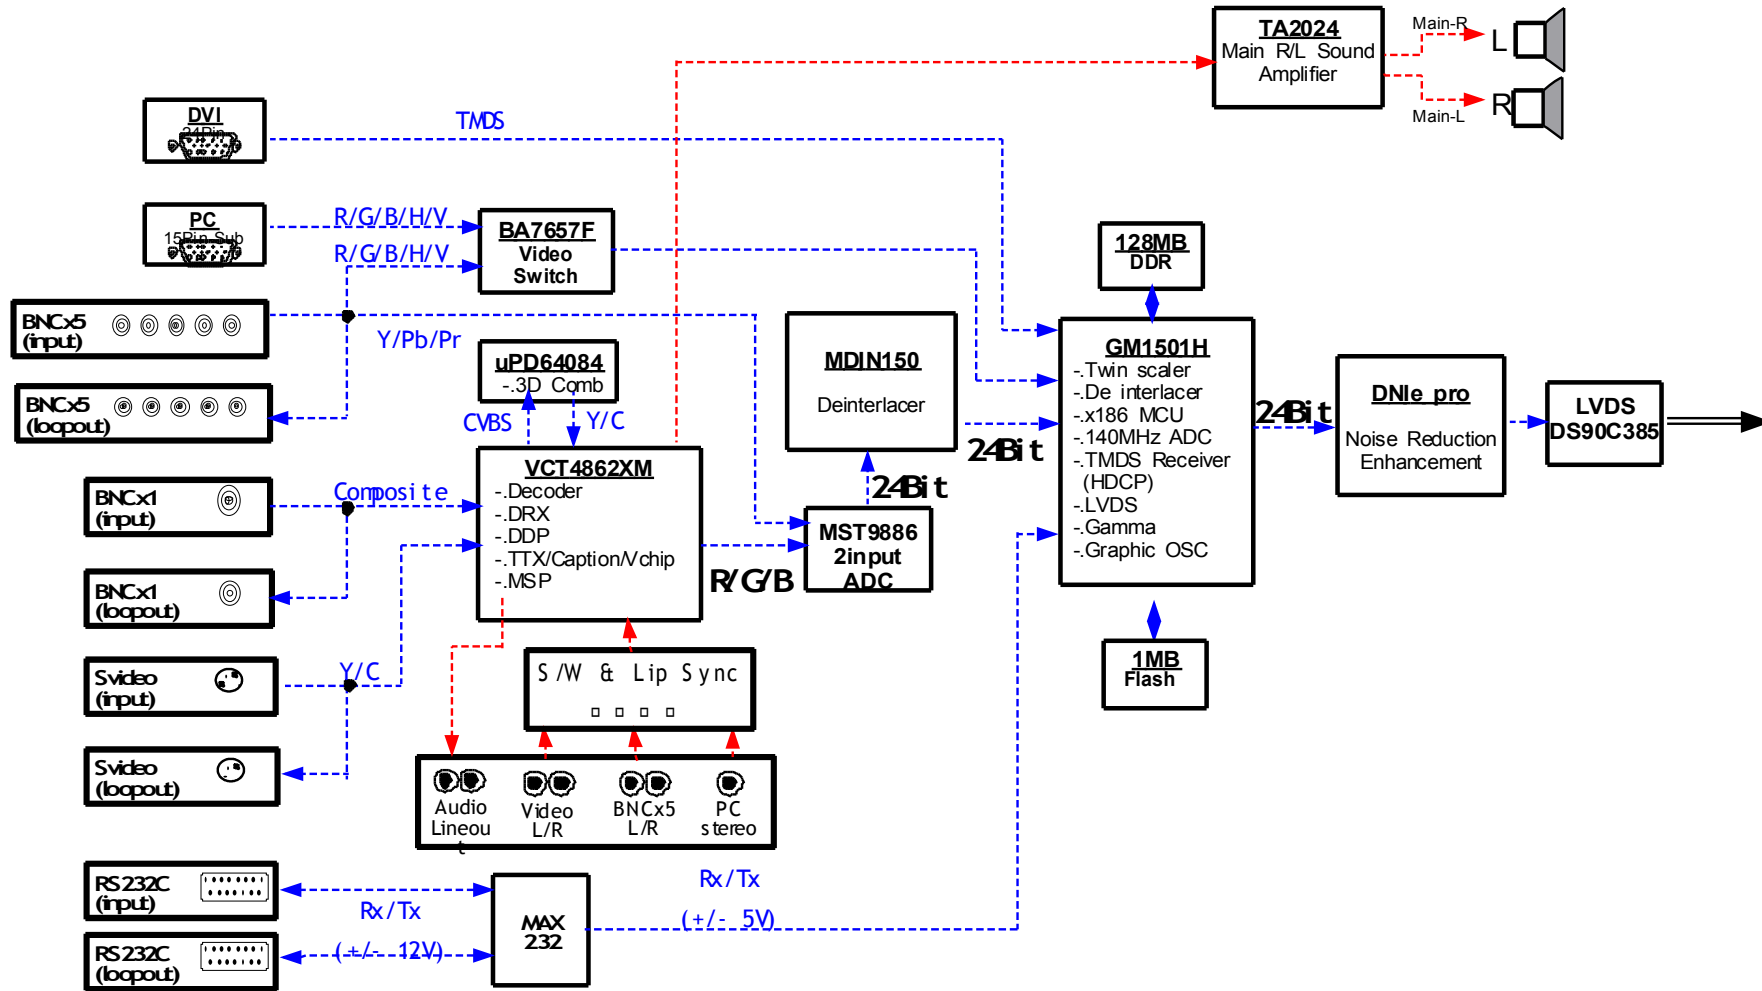 TA2024
Main R/L Sound
Amplifier
Main-R
L
Main-L
R
DVI
24Pin
TMDS
PC
15Pin Sub
R/G/B/H/V
R/G/B/H/V
BA7657F
Video
Switch
128MB
DDR
BNCx5
(input)
Y/Pb/Pr
BNCx5
(loopout)
uPD64084
-.3D Comb
CVBS
Y/C
MDIN150
Deinterlacer
24Bit
GM1501H
-.Twin scaler
-.De interlacer
-.x186 MCU
-.140MHz ADC
-.TMDS Receiver
(HDCP)
-.LVDS
-.Gamma
-.Graphic OSC
24Bit
DNIe pro
Noise Reduction
Enhancement
LVDS
DS90C385
BNCx1
(input)
Composite
BNCx1
(loopout)
VCT4862XM
-.Decoder
-.DRX
-.DDP
-.TTX/Caption/Vchip
-.MSP
R/G/B
24Bit
MST9886
2input
ADC
Svideo
(input)
Y/C
Svideo
(loopout)
S/W & Lip Sync
1MB
Flash
Audio
Lineou
t
Video
L/R
BNCx5
L/R
PC
stereo
RS232C
(input)
Rx/Tx
(+/- 12V)
RS232C
(loopout)
MAX
232
Rx/Tx
(+/- 5V)